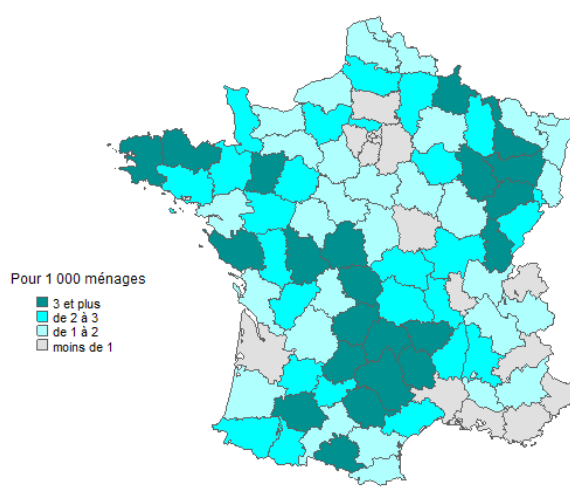 Pour 1 000 ménages
3 et plus
de 2 à 3
de 1 à 2
moins de 1